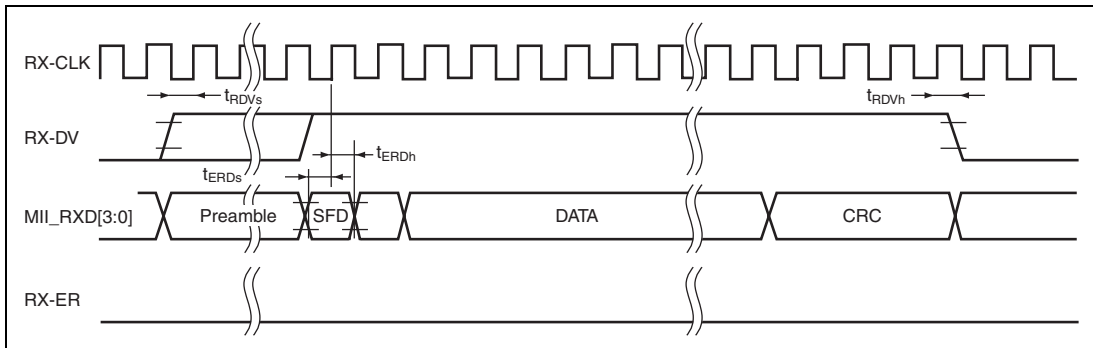 RX-CLK
tRDVs
tRDVh
RX-DV
tERDh
tERDs
MII_RXD[3:0]
Preamble
SFD
DATA
CRC
RX-ER